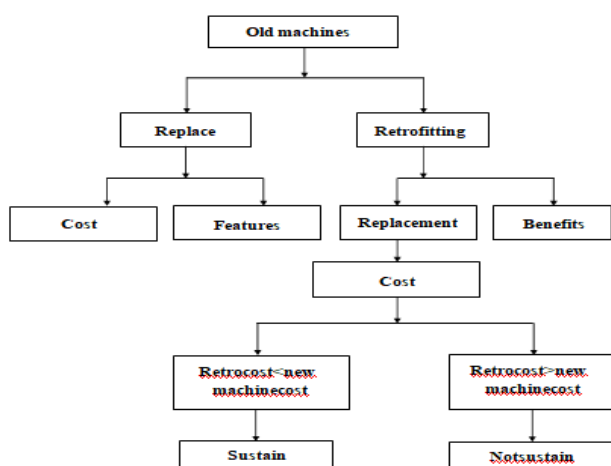 Old machines
Replace
Retrofitting
Cost
Features
Replacement
Benefits
Cost
Retrocost<new
machinecost
Retrocost>new
machinecost
Sustain
Notsustain